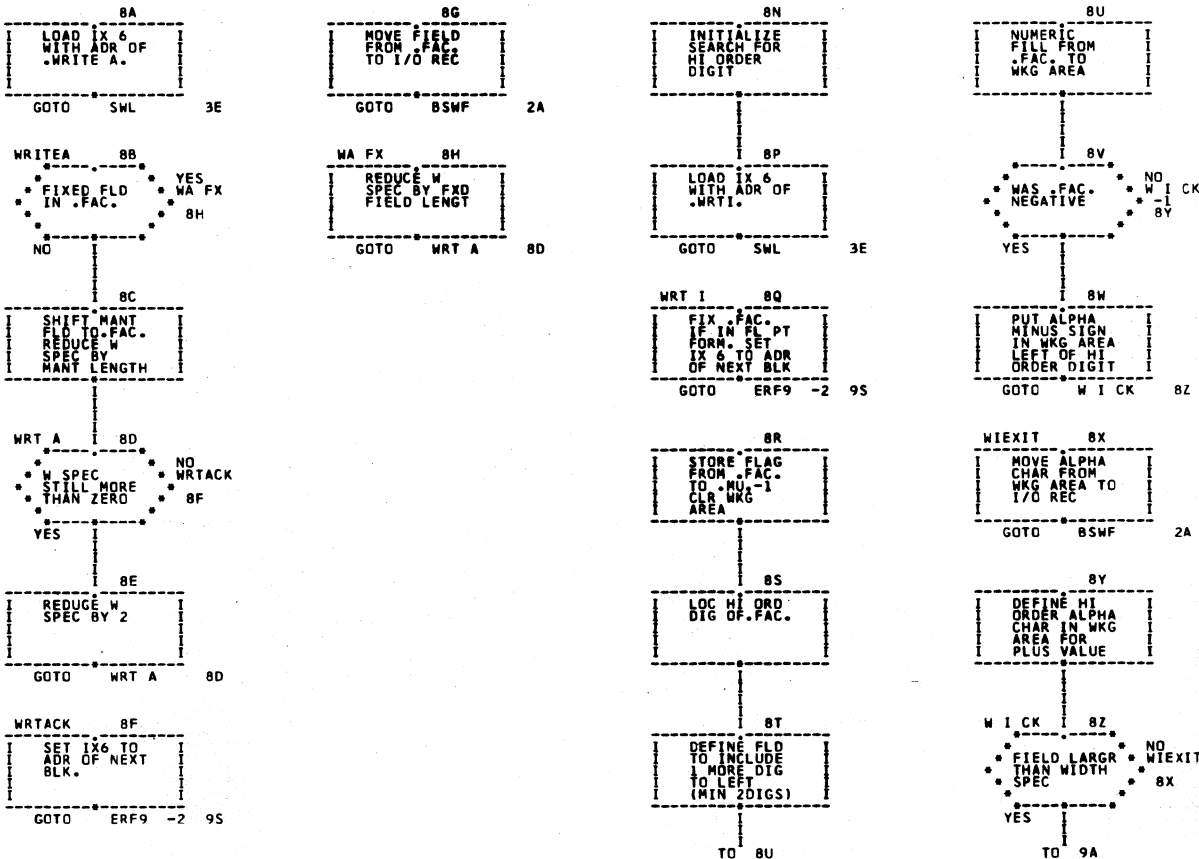 8A
LOAD IX 6
WITH ADR OF
.WRITE A.
GOTO SWL 3E
WRITEA 8B
FIXED FLD
IN .FAC.
YES
WA FX
8H
NO
8C
SHIFT MANT
FLD TO.FAC.
REDUCE W
SPEC BY
MANT LENGTH
WRT A 8D
W SPEC
STILL MORE
THAN ZERO
NO
WRTACK
8F
YES
8E
REDUGE W
SPEC BY 2
GOTO WRT A 8D
WRTACK 8F
SET IX6 TO
ADR OF NEXT
BLK.
GOTO ERF9 -2 9S
8G
MOVE FIELD
FROM .FAC.
TO I/O REC
GOTO BSWF 2A
WA FX 8H
REDUCE W
SPEC BY FXD
FIELD LENGT
GOTO WRT A 8D
8N
INITIALIZE
SEARCH FOR
HI ORDER
DIGIT
8P
LOAD IX 6
WITH ADR OF
.WRTI.
GOTO SWL 3E
WRT I 8Q
FIX .FAC.
IF IN FL PT
FORM. SET
IX 6 TO ADR
OF NEXT BLK
GOTO ERF9 -2 9S
8R
STORE FLAG
FROM .FAC.
TO .MU.-1
CLR WKG
AREA
8S
LOC HI ORD
DIG OF.FAC.
8T
DEFINE FLD
TO INCLUDE
1 MORE DIG
TO LEFT
(MIN 2DIGS)
TO 8U
8U
NUMERIC
FILL FROM
.FAC. TO
WKG AREA
8V
WAS .FAC.
NEGATIVE
NO
W I CK
-1
8Y
YES
8W
PUT ALPHA
MINUS SIGN
IN WKG AREA
LEFT OF HI
ORDER DIGIT
GOTO W I CK 8Z
WIEXIT 8X
MOVE ALPHA
CHAR FROM
WKG AREA TO
I/O REC
GOTO BSWF 2A
8Y
DEFINE HI
ORDER ALPHA
CHAR IN WKG
AREA FOR
PLUS VALUE
W I CK 8Z
FIELD LARGR
THAN WIDTH
SPEC
NO
WIEXIT
8X
YES
TO 9A